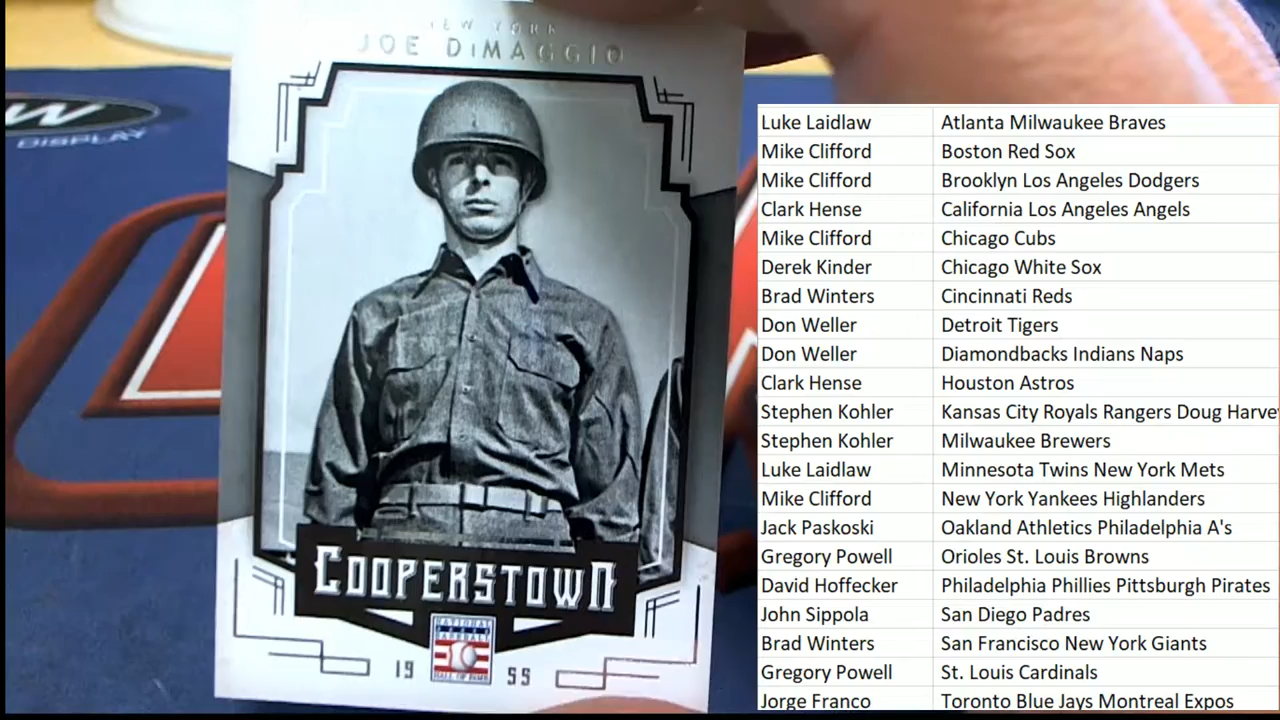 NEW YORK
JOE DiMAGGIO
COOPERSTOWN
NATIONAL
BASEBALL
HALL OF FAME
19 55
W
DISPLAY
Luke Laidlaw Atlanta Milwaukee Braves
Mike Clifford Boston Red Sox
Mike Clifford Brooklyn Los Angeles Dodgers
Clark Hense California Los Angeles Angels
Mike Clifford Chicago Cubs
Derek Kinder Chicago White Sox
Brad Winters Cincinnati Reds
Don Weller Detroit Tigers
Don Weller Diamondbacks Indians Naps
Clark Hense Houston Astros
Stephen Kohler Kansas City Royals Rangers Doug Harve
Stephen Kohler Milwaukee Brewers
Luke Laidlaw Minnesota Twins New York Mets
Mike Clifford New York Yankees Highlanders
Jack Paskoski Oakland Athletics Philadelphia A's
Gregory Powell Orioles St. Louis Browns
David Hoffecker Philadelphia Phillies Pittsburgh Pirates
John Sippola San Diego Padres
Brad Winters San Francisco New York Giants
Gregory Powell St. Louis Cardinals
Jorge Franco Toronto Blue Jays Montreal Expos